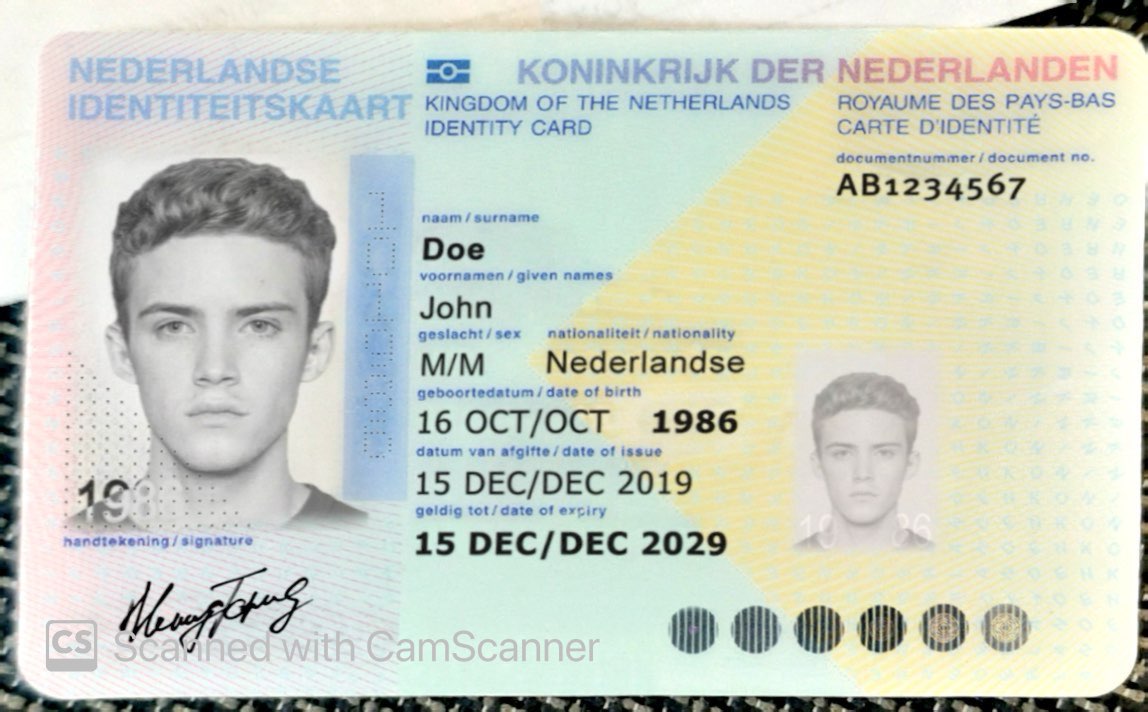 NEDERLANDSE
IDENTITEITSKAART
KONINKRIJK DER NEDERLANDEN
KINGDOM OF THE NETHERLANDS
IDENTITY CARD
ROYAUME DES PAYS-BAS
CARTE D'IDENTITÉ
documentnummer / document no.
AB1234567
naam / surname
Doe
voornamen / given names
John
geslacht / sex nationaliteit / nationality
M/M Nederlandse
geboortedatum / date of birth
16 OCT/OCT 1986
datum van afgifte / date of issue
15 DEC/DEC 2019
geldig tot / date of expiry
15 DEC/DEC 2029
198
19 86
handtekening / signature
CS Scanned with CamScanner